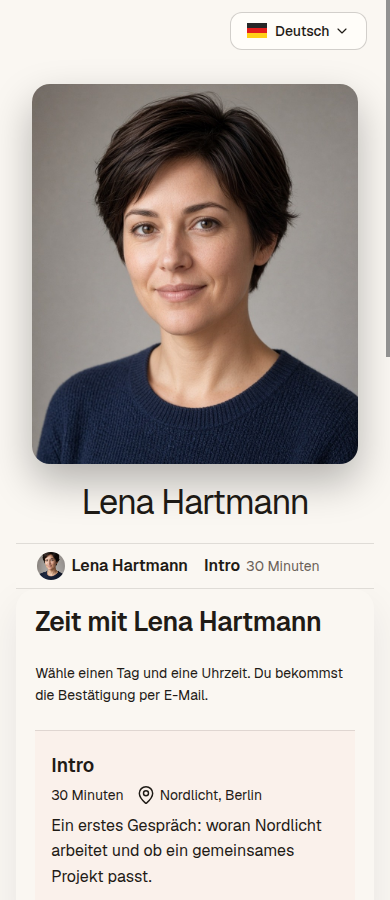 Deutsch
Lena Hartmann
Lena Hartmann Intro 30 Minuten
Zeit mit Lena Hartmann
Wähle einen Tag und eine Uhrzeit. Du bekommst
die Bestätigung per E-Mail.
Intro
30 Minuten Nordlicht, Berlin
Ein erstes Gespräch: woran Nordlicht
arbeitet und ob ein gemeinsames
Projekt passt.